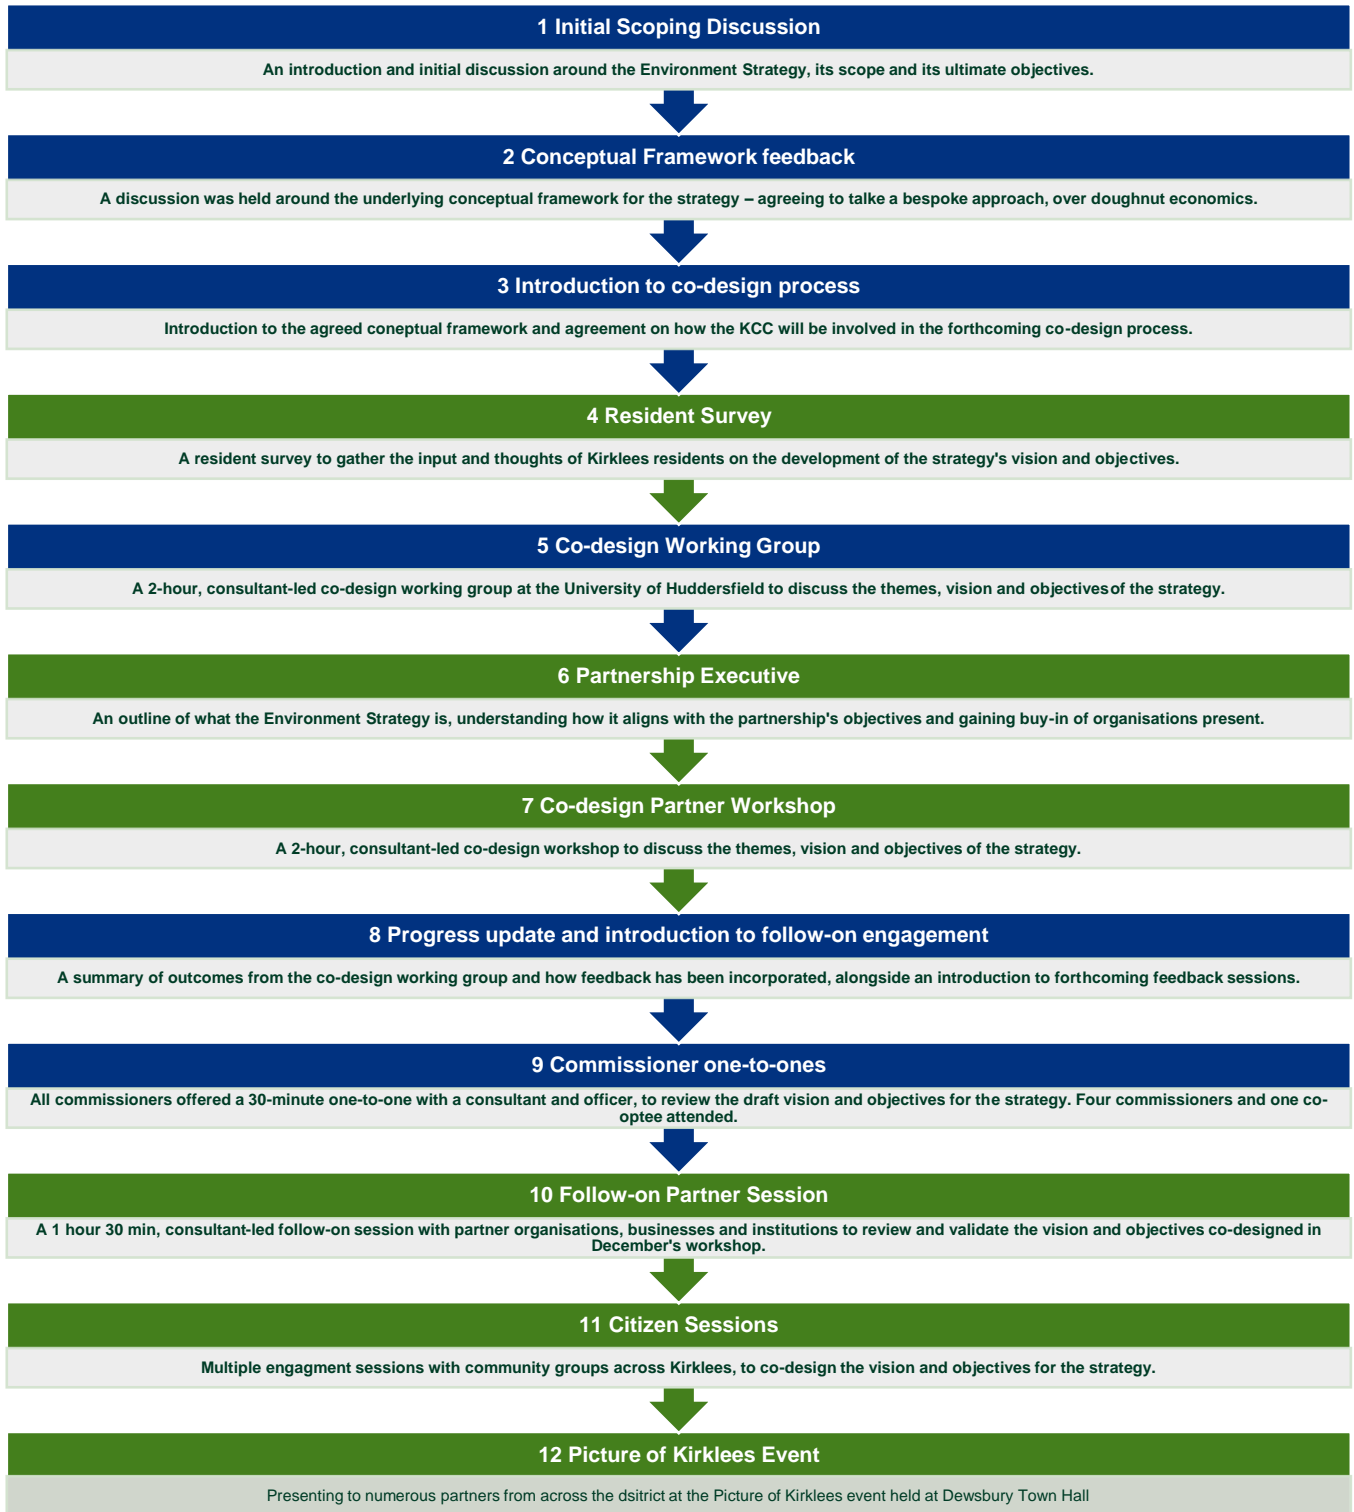 1 Initial Scoping Discussion
An introduction and initial discussion around the Environment Strategy, its scope and its ultimate objectives.
2 Conceptual Framework feedback
A discussion was held around the underlying conceptual framework for the strategy – agreeing to talke a bespoke approach, over doughnut economics.
3 Introduction to co-design process
Introduction to the agreed coneptual framework and agreement on how the KCC will be involved in the forthcoming co-design process.
4 Resident Survey
A resident survey to gather the input and thoughts of Kirklees residents on the development of the strategy's vision and objectives.
5 Co-design Working Group
A 2-hour, consultant-led co-design working group at the University of Huddersfield to discuss the themes, vision and objectives of the strategy.
6 Partnership Executive
An outline of what the Environment Strategy is, understanding how it aligns with the partnership's objectives and gaining buy-in of organisations present.
7 Co-design Partner Workshop
A 2-hour, consultant-led co-design workshop to discuss the themes, vision and objectives of the strategy.
8 Progress update and introduction to follow-on engagement
A summary of outcomes from the co-design working group and how feedback has been incorporated, alongside an introduction to forthcoming feedback sessions.
9 Commissioner one-to-ones
All commissioners offered a 30-minute one-to-one with a consultant and officer, to review the draft vision and objectives for the strategy. Four commissioners and one co-
optee attended.
10 Follow-on Partner Session
A 1 hour 30 min, consultant-led follow-on session with partner organisations, businesses and institutions to review and validate the vision and objectives co-designed in
December's workshop.
11 Citizen Sessions
Multiple engagment sessions with community groups across Kirklees, to co-design the vision and objectives for the strategy.
12 Picture of Kirklees Event
Presenting to numerous partners from across the dsitrict at the Picture of Kirklees event held at Dewsbury Town Hall